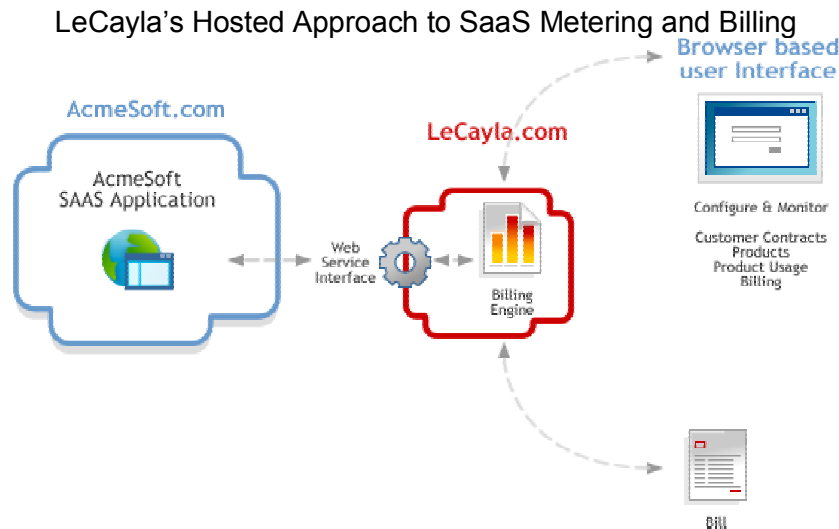 LeCayla's Hosted Approach to SaaS Metering and Billing
Browser based
user Interface
AcmeSoft.com
LeCayla.com
AcmeSoft
SAAS Application
Web
Service
Interface
Billing
Engine
Configure & Monitor
Customer Contracts
Products
Product Usage
Billing
Bill